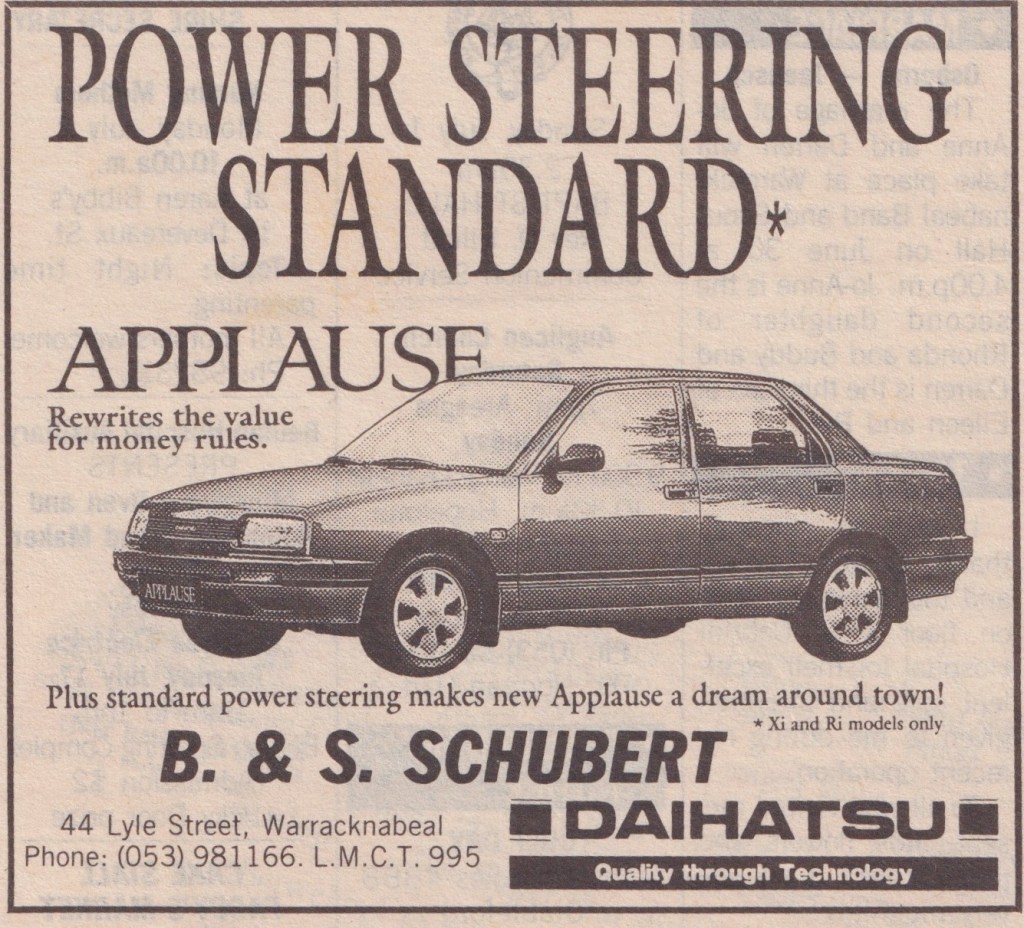 POWER STEERING
STANDARD*
APPLAUSE
Rewrites the value
for money rules.
APPLAUSE
Plus standard power steering makes new Applause a dream around town!
* Xi and Ri models only
B. & S. SCHUBERT
44 Lyle Street, Warracknabeal
Phone: (053) 981166. L.M.C.T. 995
DAIHATSU
Quality through Technology